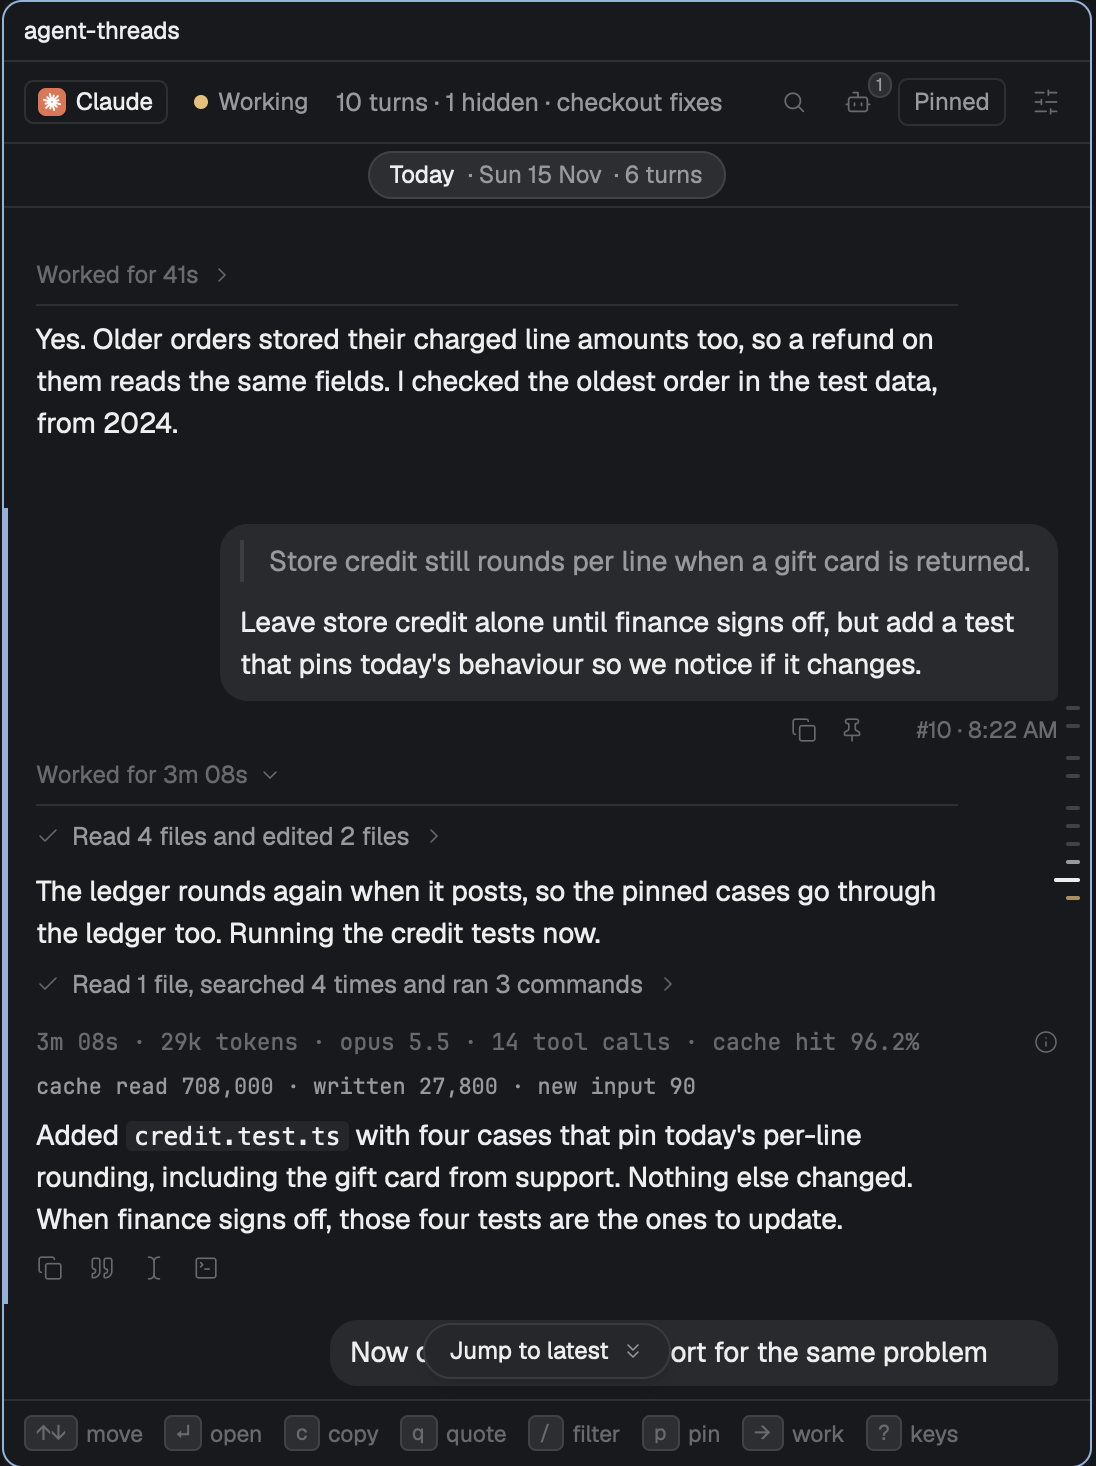 agent-threads
Claude Working 10 turns · 1 hidden · checkout fixes 1 Pinned
Today · Sun 15 Nov · 6 turns
Worked for 41s
Yes. Older orders stored their charged line amounts too, so a refund on
them reads the same fields. I checked the oldest order in the test data,
from 2024.
Store credit still rounds per line when a gift card is returned.
Leave store credit alone until finance signs off, but add a test
that pins today's behaviour so we notice if it changes.
#10 · 8:22 AM
Worked for 3m 08s
Read 4 files and edited 2 files
The ledger rounds again when it posts, so the pinned cases go through
the ledger too. Running the credit tests now.
Read 1 file, searched 4 times and ran 3 commands
3m 08s · 29k tokens · opus 5.5 · 14 tool calls · cache hit 96.2%
cache read 708,000 · written 27,800 · new input 90
Added credit.test.ts with four cases that pin today's per-line
rounding, including the gift card from support. Nothing else changed.
When finance signs off, those four tests are the ones to update.
Now
Jump to latest
for the same problem
↑↓ move ↵ open c copy q quote / filter p pin → work ? keys